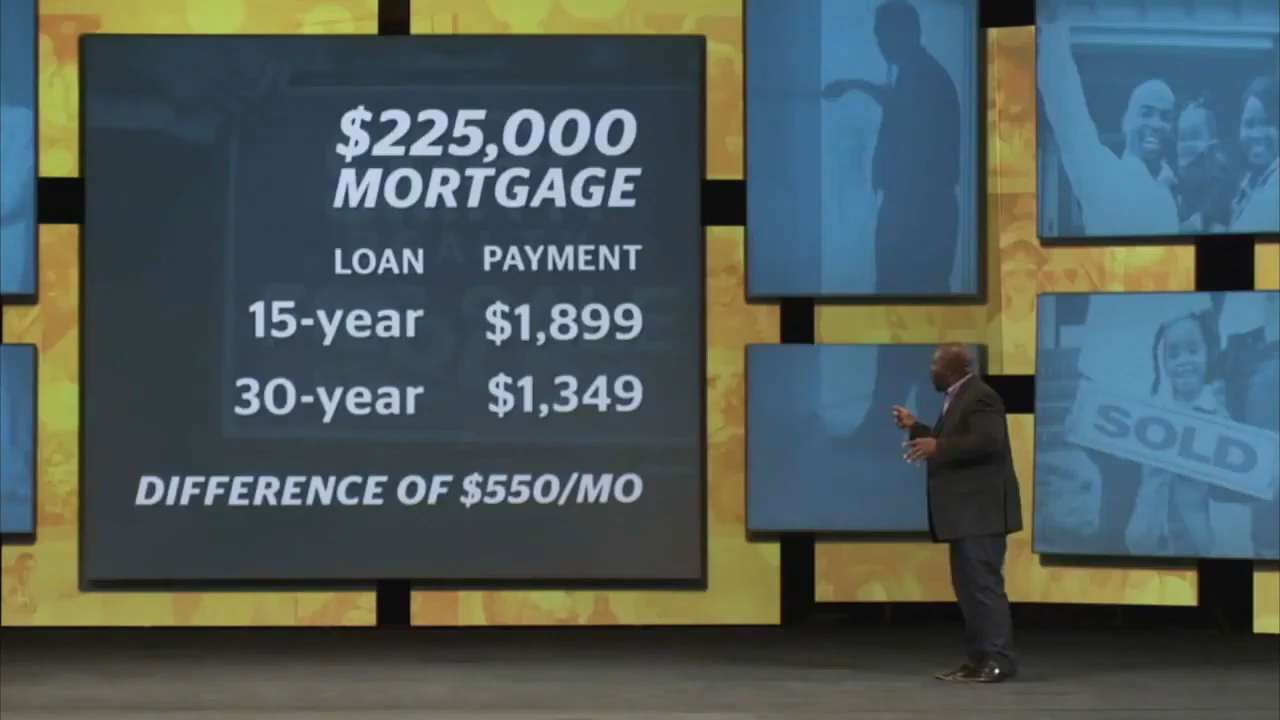 $225,000
MORTGAGE
LOAN PAYMENT
15-year $1,899
30-year $1,349
DIFFERENCE OF $550/MO
SOLD